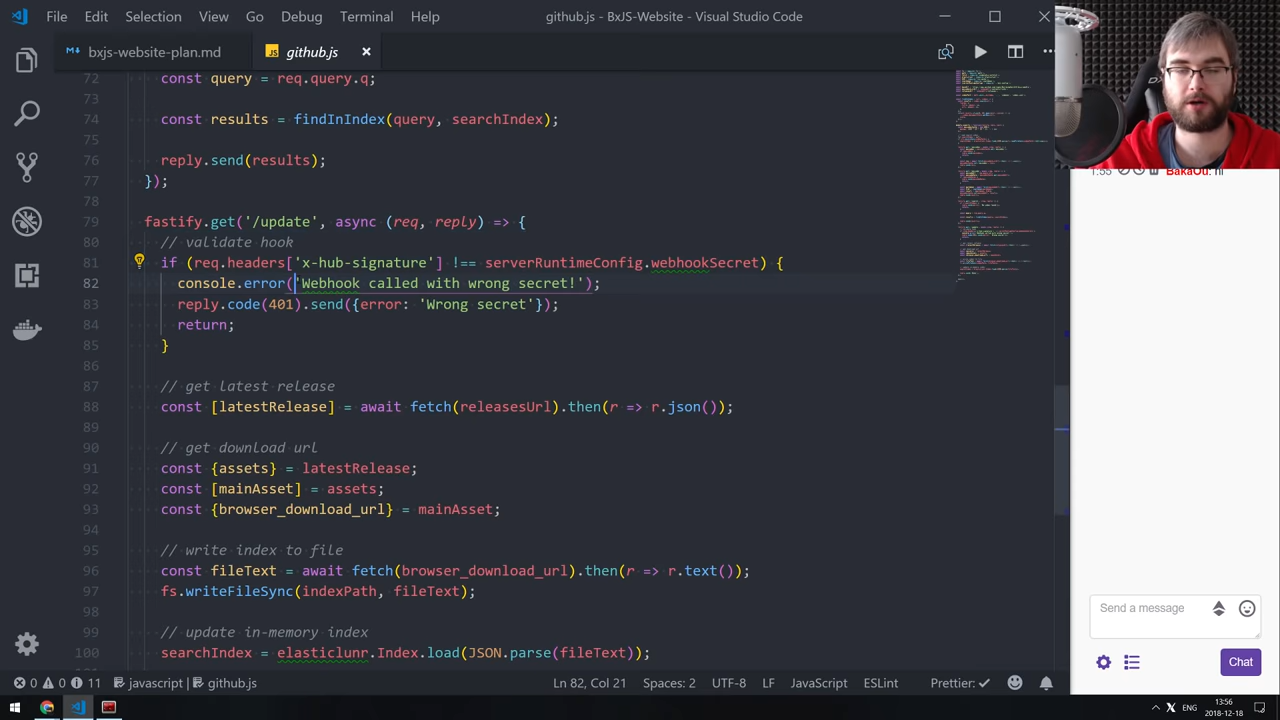 File Edit Selection View Go Debug Terminal Help
github.js - BxJS-Website - Visual Studio Code
bxjs-website-plan.md
JS github.js
72 const query = req.query.q;
73
74 const results = findInIndex(query, searchIndex);
75
76 reply.send(results);
77 });
78
79 fastify.get('/update', async (req, reply) => {
80 // validate hook
81 if (req.headers['x-hub-signature'] !== serverRuntimeConfig.webhookSecret) {
82 console.error('Webhook called with wrong secret!');
83 reply.code(401).send({error: 'Wrong secret'});
84 return;
85 }
86
87 // get latest release
88 const [latestRelease] = await fetch(releasesUrl).then(r => r.json());
89
90 // get download url
91 const {assets} = latestRelease;
92 const [mainAsset] = assets;
93 const {browser_download_url} = mainAsset;
94
95 // write index to file
96 const fileText = await fetch(browser_download_url).then(r => r.text());
97 fs.writeFileSync(indexPath, fileText);
98
99 // update in-memory index
100 searchIndex = elasticlunr.Index.load(JSON.parse(fileText));
1:55 BakaOu: hi
Send a message
Chat
0 0 11 javascript github.js
Ln 82, Col 21 Spaces: 2 UTF-8 LF JavaScript ESLint Prettier: ✓
ENG
13:56
2018-12-18